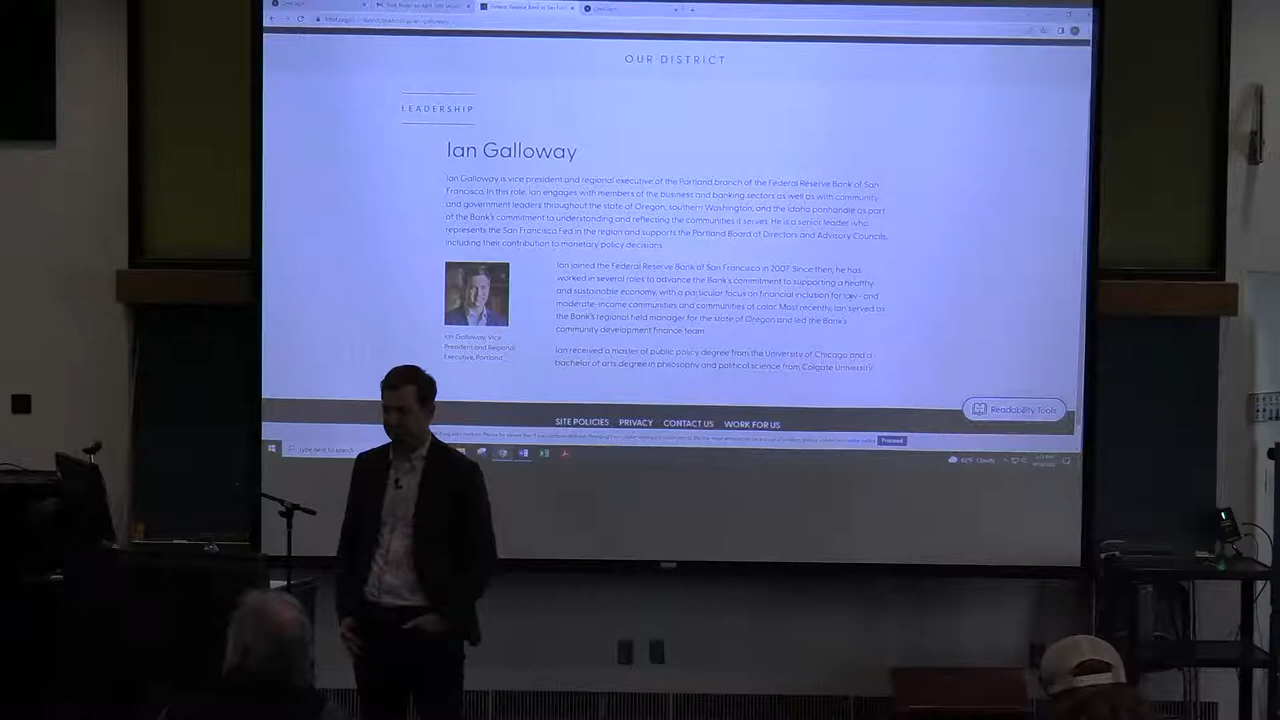 OUR DISTRICT
LEADERSHIP
Ian Galloway
Ian Galloway is vice president and regional executive of the Portland branch of the Federal Reserve Bank of San
Francisco. In this role, Ian engages with members of the business and banking sectors as well as with community
and government leaders throughout the state of Oregon, southern Washington, and the Idaho panhandle as part
of the Bank's commitment to understanding and reflecting the communities it serves. He is a senior leader who
represents the San Francisco Fed in the region and supports the Portland Board of Directors and Advisory Councils,
including their contribution to monetary policy decisions.
Ian joined the Federal Reserve Bank of San Francisco in 2007. Since then, he has
worked in several roles to advance the Bank's commitment to supporting a healthy
and sustainable economy, with a particular focus on financial inclusion for low- and
moderate-income communities and communities of color. Most recently, Ian served as
the Bank's regional field manager for the state of Oregon and led the Bank's
community development finance team.
Ian Galloway, Vice
President and Regional
Executive, Portland
Ian received a master of public policy degree from the University of Chicago and a
bachelor of arts degree in philosophy and political science from Colgate University.
Readability Tools
SITE POLICIES PRIVACY CONTACT US WORK FOR US
Proceed
Type here to search
62°F Cloudy